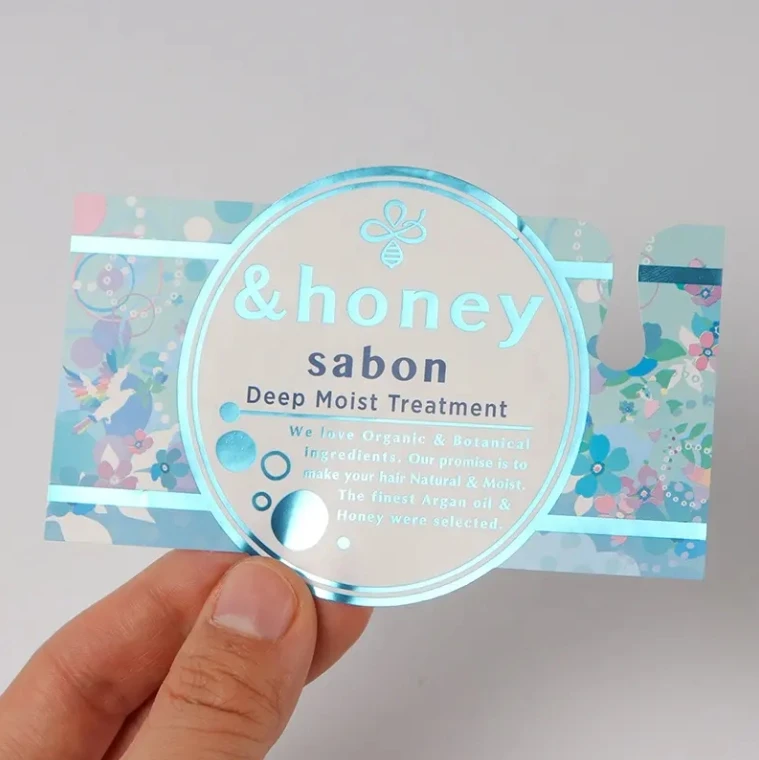 &honey
sabon
Deep Moist Treatment
We love Organic & Botanical
ingredients. Our promise is to
make your hair Natural & Moist.
The finest Argan oil &
Honey were selected.